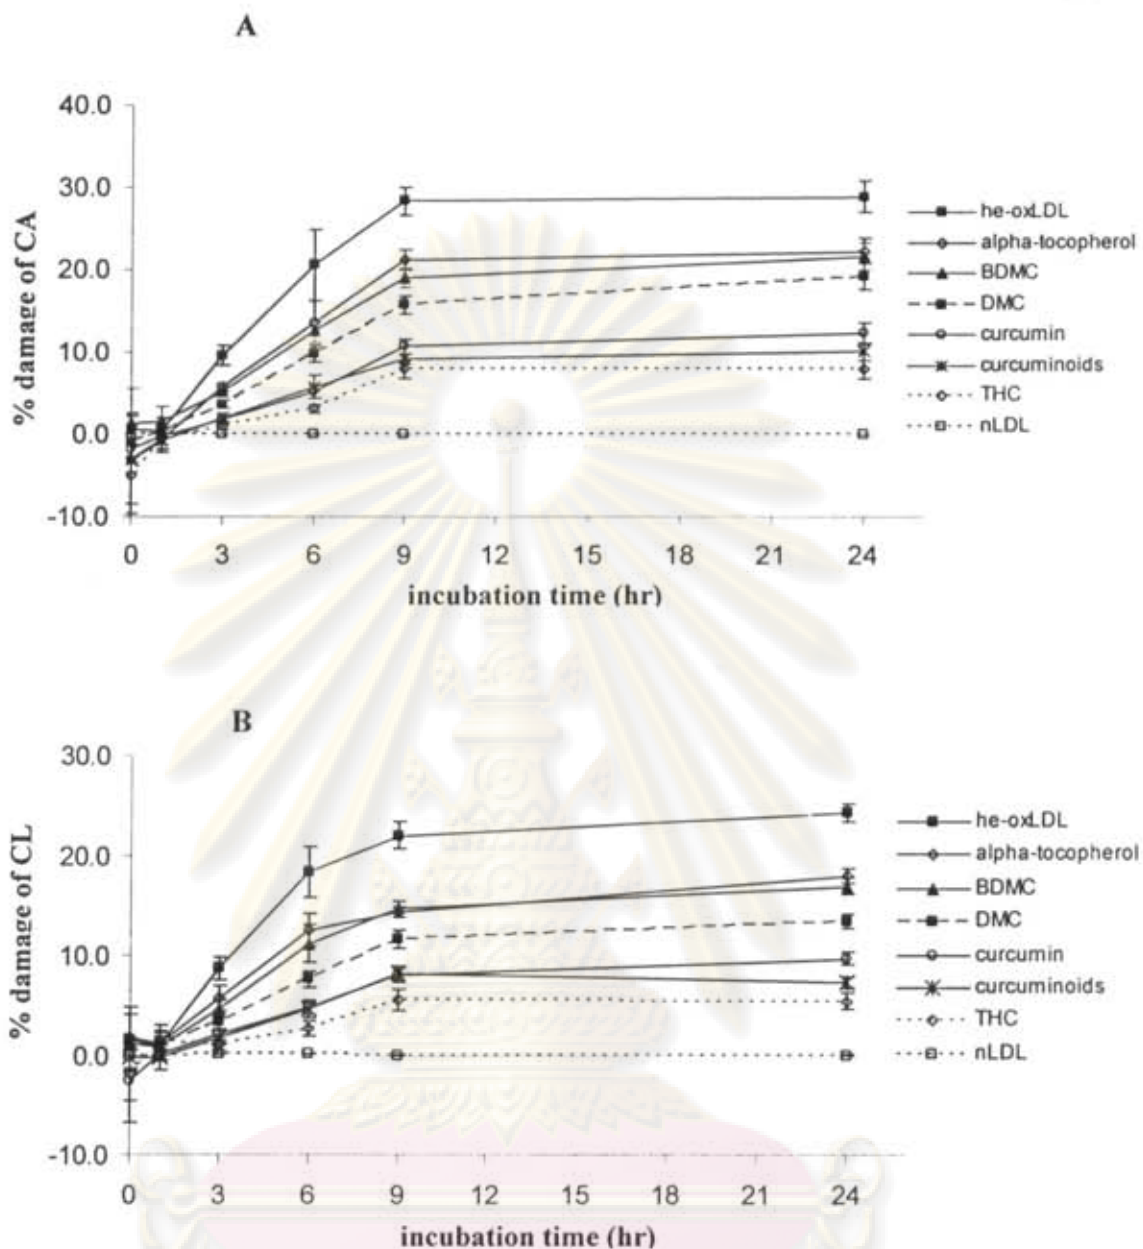 A
40.0
30.0
20.0
10.0
0.0
-10.0
% damage of CA
0 3 6 9 12 15 18 21 24
incubation time (hr)
he-oxLDL
alpha-tocopherol
BDMC
DMC
curcumin
curcuminoids
THC
nLDL
B
30.0
20.0
10.0
0.0
-10.0
% damage of CL
0 3 6 9 12 15 18 21 24
incubation time (hr)
he-oxLDL
alpha-tocopherol
BDMC
DMC
curcumin
curcuminoids
THC
nLDL